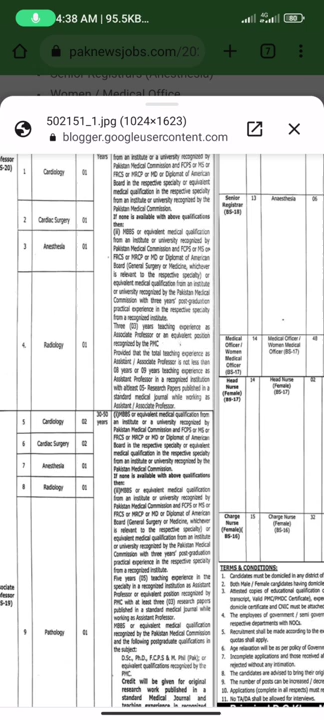 4:38 AM | 95.5KB...
4G
80
paknewsjobs.com/20
7
Senior Registrars (Anesthesia)
Women / Medical Office
502151_1.jpg (1024×1623)
blogger.googleusercontent.com
ofessor
S-20)
1 Cardiology 01
2 Cardiac Surgery 01
3 Anesthesia 01
4. Radiology 01
Years
from an institute or a university recognized by
Pakistan Medical Commission and FCPS or MS or
FRCS or MRCP or MD or Diplomat of American
Board in the respective specialty or equivalent
medical qualification in the respective specialty
from an institute or university recognized by the
Pakistan Medical Commission.
If none is available with above qualifications
then:
(ii) MBBS or equivalent medical qualification
from an institute or university recognized by
Pakistan Medical Commission and FCPS or MS or
FRCS or MRCP or MD or Diplomat of American
Board (General Surgery or Medicine, whichever
is relevant to the respective specialty) or
equivalent medical qualification from an institute
or university recognized by the Pakistan Medical
Commission with three years' post-graduation
practical experience in the respective specialty
from a recognized institute.
Three (03) years teaching experience as
Associate Professor or an equivalent position
recognized by the PMC
Provided that the total teaching experience as
Assistant / Associate Professor is not less than
08 years or 09 years teaching experience as
Assistant Professor in a recognized institution
with atleast 05- Research Papers published in a
standard medical journal while working as
Assistant / Associate Professor.
ociate
S-19)
5 Cardiology 02
6 Cardiac Surgery 02
7 Anesthesia 01
8 Radiology 01
9 Pathology 01
30-50
years
(i)MBBS or equivalent medical qualification from
an institute or a university recognized by
Pakistan Medical Commission and FCPS or MS or
FRCS or MRCP or MD or Diplomat of American
Board in the respective specialty or equivalent
medical qualification in the respective specialty
from an institute or university recognized by the
Pakistan Medical Commission.
If none is available with above qualifications
then:
(ii)MBBS or equivalent medical qualification
from an institute or university recognized by
Pakistan Medical Commission and FCPS or MS or
FRCS or MRCP or MD or Diplomat of American
Board (General Surgery or Medicine, whichever
is relevant to the respective specialty) or
equivalent medical qualification from an institute
or university recognized by the Pakistan Medical
Commission with three years' post-graduation
practical experience in the respective specialty
from a recognized institute.
Five years (05) teaching experience in the
specialty in a recognized institution as Assistant
Professor or equivalent position recognized by
PMC with at least three (03) research papers
published in a standard medical journal while
working as Assistant Professor.
MBBS or equivalent medical qualification
recognized by the Pakistan Medical Commission
and the following postgraduate qualifications in
the subject:
D.Sc, Ph.D., F.C.P.S & M. Phil (Pak); or
equivalent qualifications recognized by the
PMC.
Credit will be given for original
research work published in a
standard Medical Journal and
teaching experience in recognized
Senior
Registrar
(BS-18)
13 Anaesthesia 06
Medical
Officer /
Women
Medical
Officer
(BS-17)
14 Medical Officer /
Women Medical
Officer (BS-17)
49
Head
Nurse
(Female)
BS-17)
14 Head Nurse
(Female)
(BS-17)
02
Charge
Nurse
(Female)(
BS-16)
15 Charge Nurse
(Female)
(BS-16)
32
TERMS & CONDITIONS:
1. Candidates must be domiciled in any district of
2. Both Male / Female candidates having domicile
3. Attested copies of educational qualification o
transcript, Valid PMC/PMDC Certificate), exper
domicile certificate and CNIC must be attached
4. The employees of government / semi govern
respective departments with NOCs.
5. Recruitment shall be made according to the e
quotas shall apply.
6. Age relaxation will be as per policy of Govern
7. Incomplete applications and those received a
rejected without any intimation.
8. The candidates are advised to bring their origi
9. The number of posts can be increased / decr
10. Applications (complete in all respects) must re
11. No TA/DA shall be allowed for interviews.